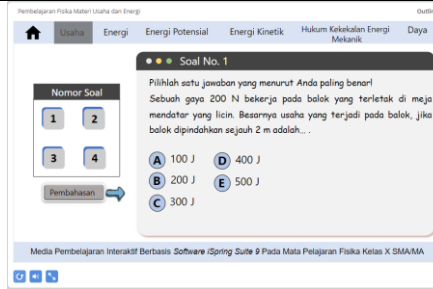 Pembelajaran Fisika Materi Usaha dan Energi
Outlin
Usaha Energi Energi Potensial Energi Kinetik Hukum Kekekalan Energi Mekanik Daya
Soal No. 1
Nomor Soal
1 2
3 4
Pembahasan
Pilihlah satu jawaban yang menurut Anda paling benar!
Sebuah gaya 200 N bekerja pada balok yang terletak di meja
mendatar yang licin. Besarnya usaha yang terjadi pada balok, jika
balok dipindahkan sejauh 2 m adalah.. .
A 100 J
B 200 J
C 300 J
D 400 J
E 500 J
Media Pembelajaran Interaktif Berbasis Software iSpring Suite 9 Pada Mata Pelajaran Fisika Kelas X SMA/MA